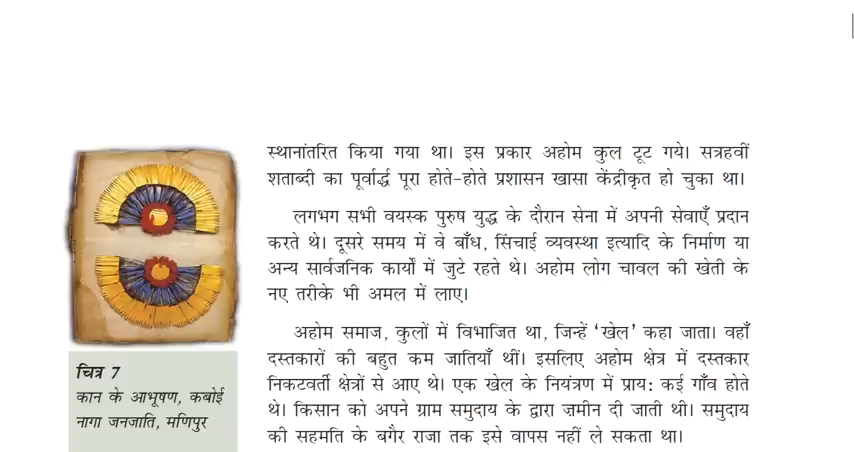 स्थानांतरित किया गया था। इस प्रकार अहोम कुल टूट गये। सत्रहवीं
शताब्दी का पूर्वार्द्ध पूरा होते-होते प्रशासन खासा केंद्रीकृत हो चुका था।
लगभग सभी वयस्क पुरुष युद्ध के दौरान सेना में अपनी सेवाएँ प्रदान
करते थे। दूसरे समय में वे बाँध, सिंचाई व्यवस्था इत्यादि के निर्माण या
अन्य सार्वजनिक कार्यों में जुटे रहते थे। अहोम लोग चावल की खेती के
नए तरीके भी अमल में लाए।
अहोम समाज, कुलों में विभाजित था, जिन्हें ‘खेल’ कहा जाता। वहाँ
दस्तकारों की बहुत कम जातियाँ थीं। इसलिए अहोम क्षेत्र में दस्तकार
निकटवर्ती क्षेत्रों से आए थे। एक खेल के नियंत्रण में प्राय: कई गाँव होते
थे। किसान को अपने ग्राम समुदाय के द्वारा ज़मीन दी जाती थी। समुदाय
की सहमति के बगैर राजा तक इसे वापस नहीं ले सकता था।
चित्र 7
कान के आभूषण, कबोई
नागा जनजाति, मणिपुर